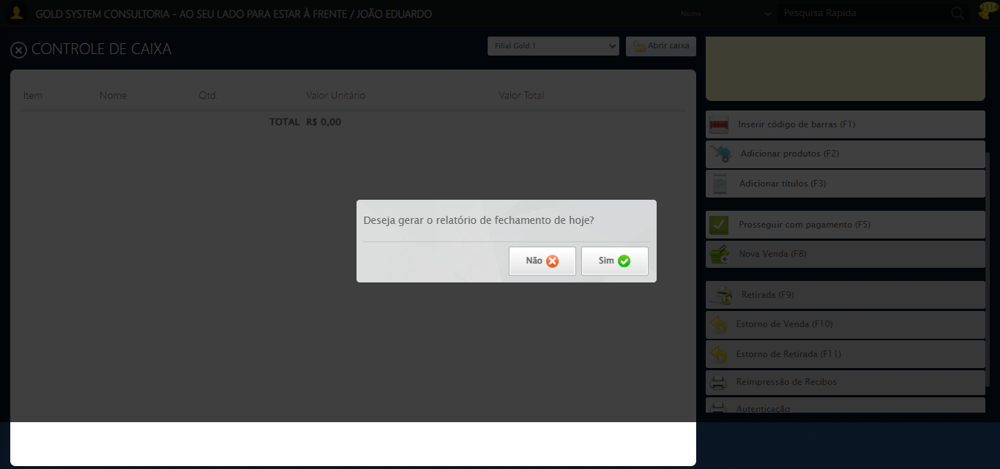 GOLD SYSTEM CONSULTORIA - AO SEU LADO PARA ESTAR À FRENTE / JOÃO EDUARDO
Nome
Pesquisa Rapida
CONTROLE DE CAIXA
Filial Gold 1
Abrir caixa
Item Nome Qtd. Valor Unitário Valor Total
TOTAL R$ 0,00
Deseja gerar o relatório de fechamento de hoje?
Não Sim
Inserir código de barras (F1)
Adicionar produtos (F2)
Adicionar títulos (F3)
Prosseguir com pagamento (F5)
Nova Venda (F8)
Retirada (F9)
Estorno de Venda (F10)
Estorno de Retirada (F11)
Reimpressão de Recibos
Autenticação